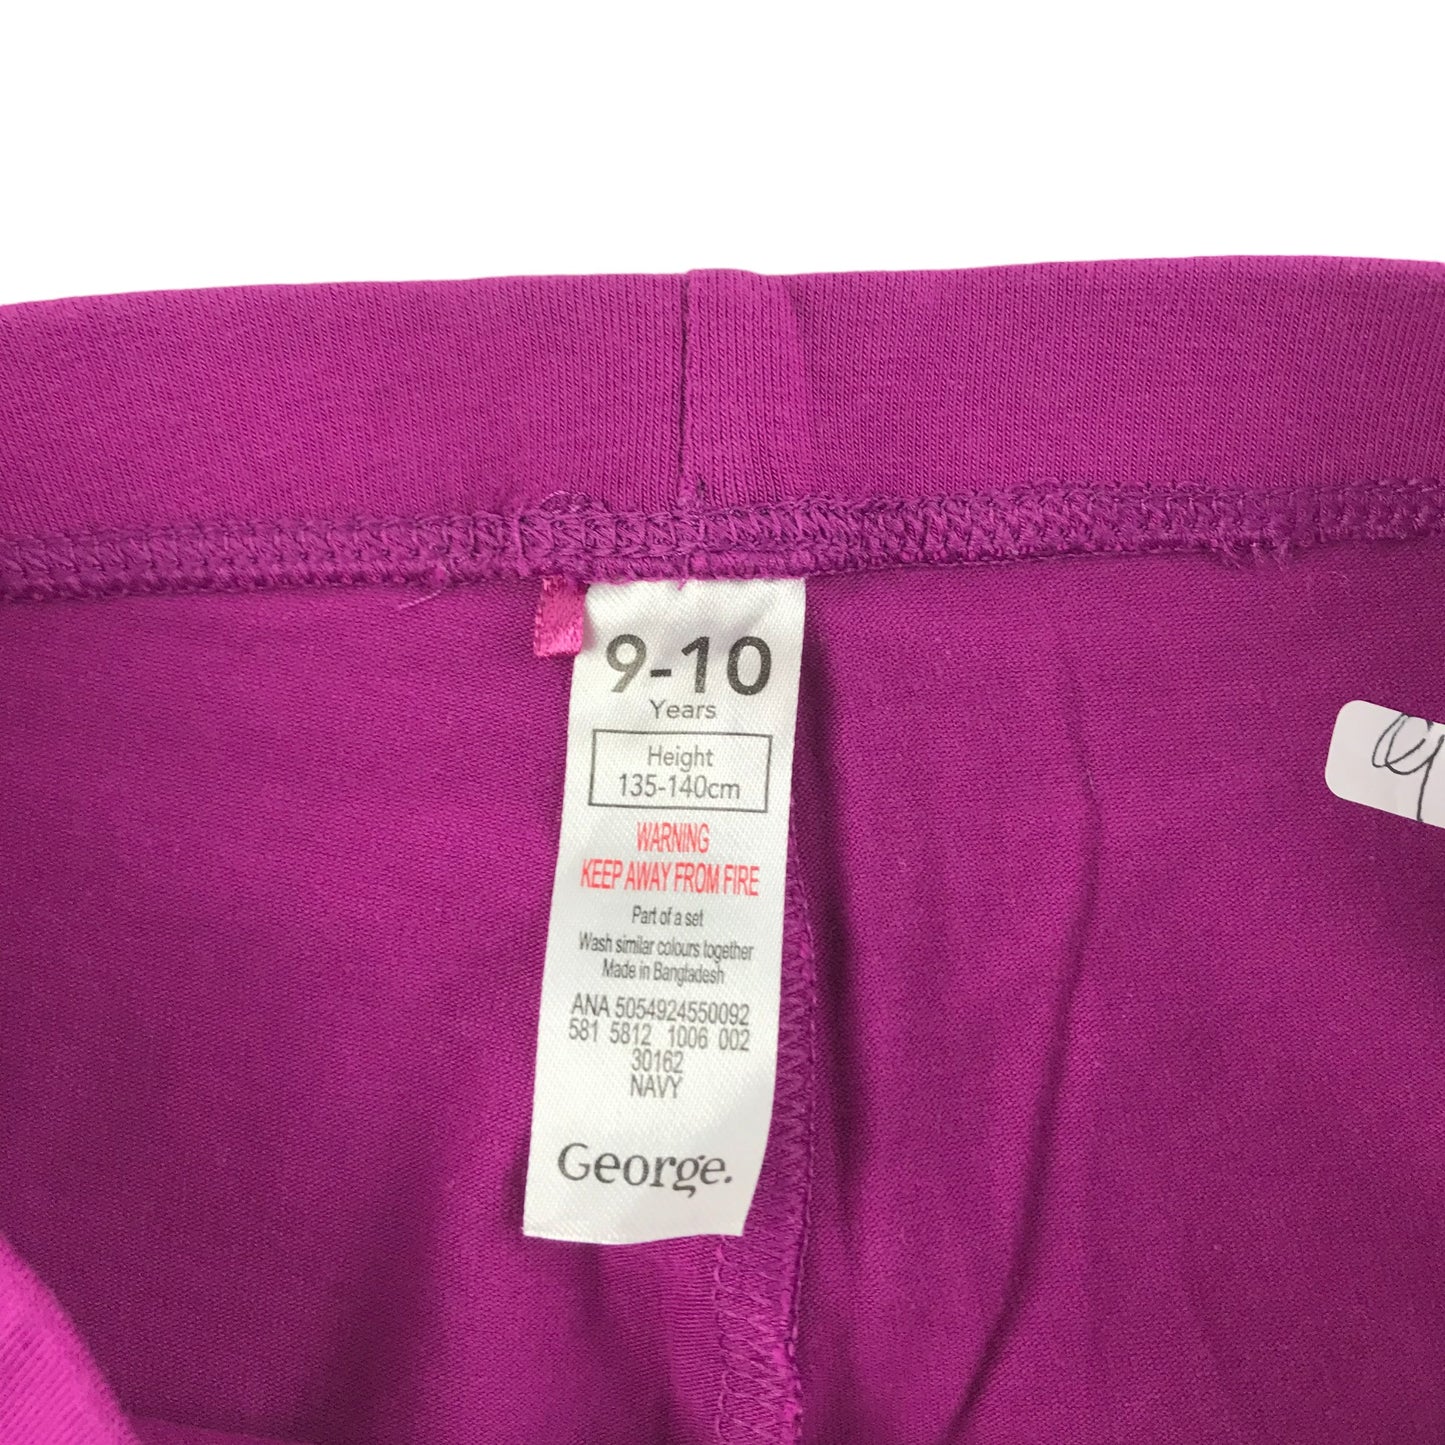 9-10
Years
Height
135-140cm
WARNING
KEEP AWAY FROM FIRE
Part of a set
Wash similar colours together
Made in Bangladesh
ANA 5054924550092
581 5812 1006 002
30162
NAVY
George.